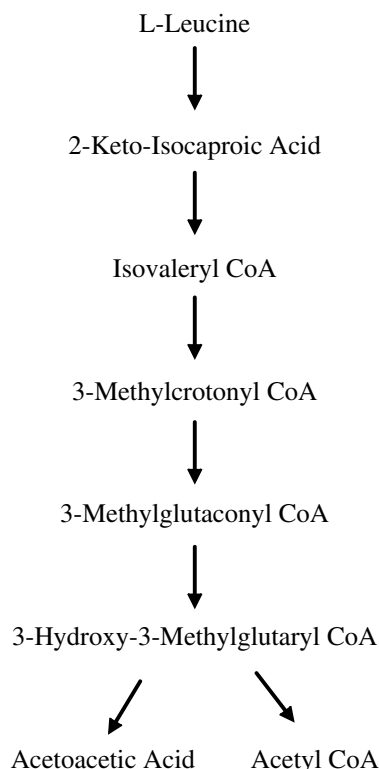 L-Leucine
2-Keto-Isocaproic Acid
Isovaleryl CoA
3-Methylcrotonyl CoA
3-Methylglutaconyl CoA
3-Hydroxy-3-Methylglutaryl CoA
Acetoacetic Acid Acetyl CoA